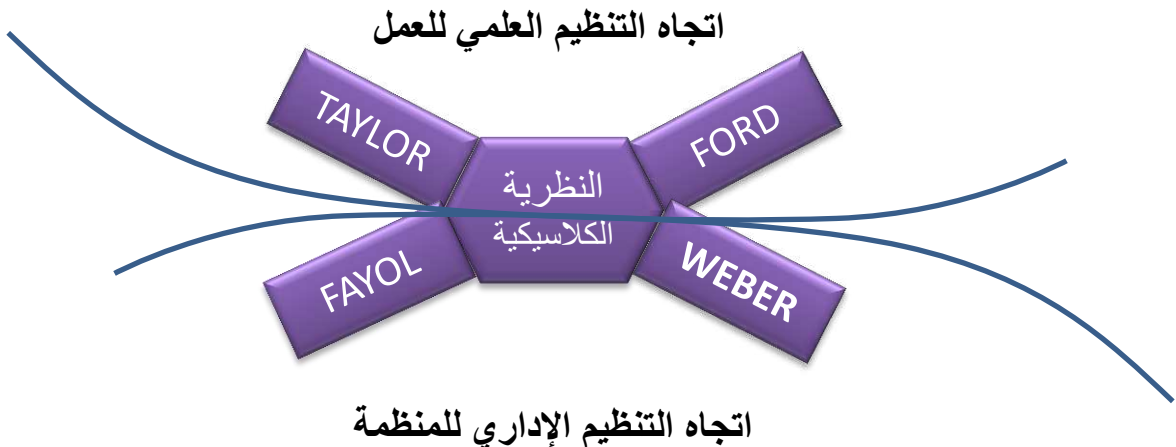 اتجاه التنظيم العلمي للعمل
TAYLOR
FORD
النظرية
الكلاسيكية
FAYOL
WEBER
اتجاه التنظيم الإداري للمنظمة